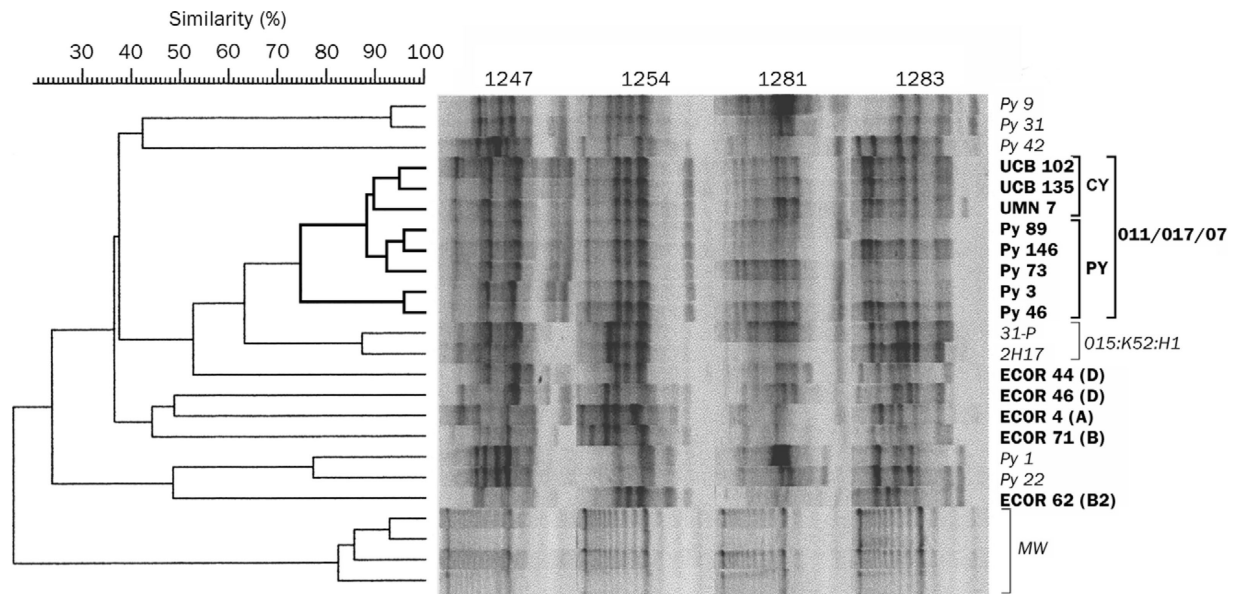 Similarity (%)
30 40 50 60 70 80 90 100
1247 1254 1281 1283
Py 9
Py 31
Py 42
UCB 102
UCB 135
UMN 7
CY
Py 89
Py 146
Py 73
Py 3
Py 46
PY
011/017/07
31-P
2H17
015:K52:H1
ECOR 44 (D)
ECOR 46 (D)
ECOR 4 (A)
ECOR 71 (B)
Py 1
Py 22
ECOR 62 (B2)
MW